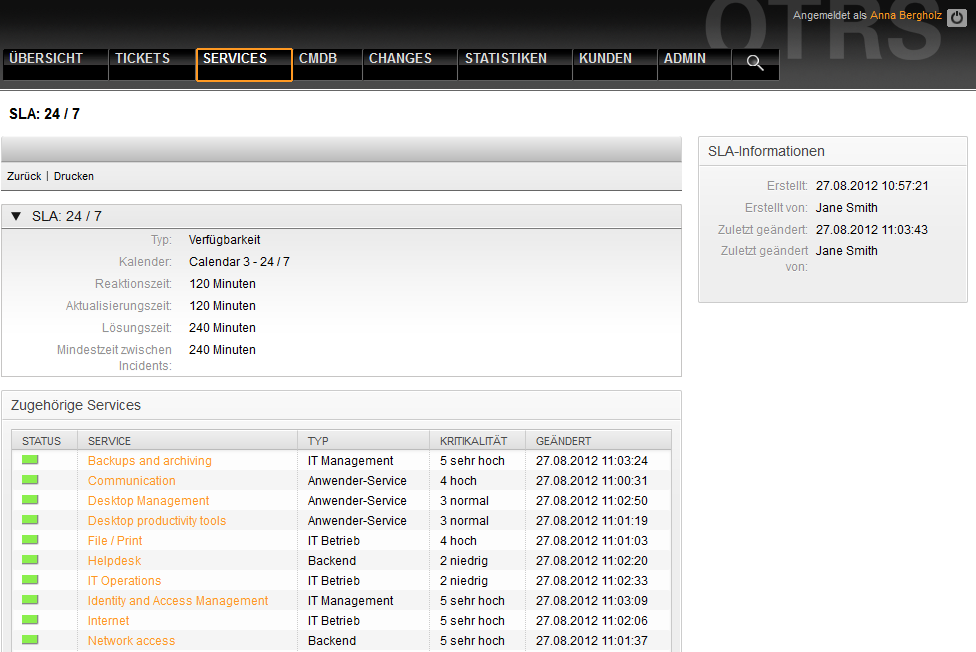 OTRS
Angemeldet als Anna Bergholz
ÜBERSICHT TICKETS SERVICES CMDB CHANGES STATISTIKEN KUNDEN ADMIN
SLA: 24 / 7
Zurück | Drucken
SLA: 24 / 7
Typ: Verfügbarkeit
Kalender: Calendar 3 - 24 / 7
Reaktionszeit: 120 Minuten
Aktualisierungszeit: 120 Minuten
Lösungszeit: 240 Minuten
Mindestzeit zwischen 240 Minuten
Incidents:
SLA-Informationen
Erstellt: 27.08.2012 10:57:21
Erstellt von: Jane Smith
Zuletzt geändert: 27.08.2012 11:03:43
Zuletzt geändert Jane Smith
von:
Zugehörige Services
STATUS SERVICE TYP KRITIKALITÄT GEÄNDERT
Backups and archiving IT Management 5 sehr hoch 27.08.2012 11:03:24
Communication Anwender-Service 4 hoch 27.08.2012 11:00:31
Desktop Management Anwender-Service 3 normal 27.08.2012 11:02:50
Desktop productivity tools Anwender-Service 3 normal 27.08.2012 11:01:19
File / Print IT Betrieb 4 hoch 27.08.2012 11:01:03
Helpdesk Backend 2 niedrig 27.08.2012 11:02:20
IT Operations IT Betrieb 2 niedrig 27.08.2012 11:02:33
Identity and Access Management IT Management 5 sehr hoch 27.08.2012 11:03:09
Internet IT Betrieb 5 sehr hoch 27.08.2012 11:02:06
Network access Backend 5 sehr hoch 27.08.2012 11:01:37